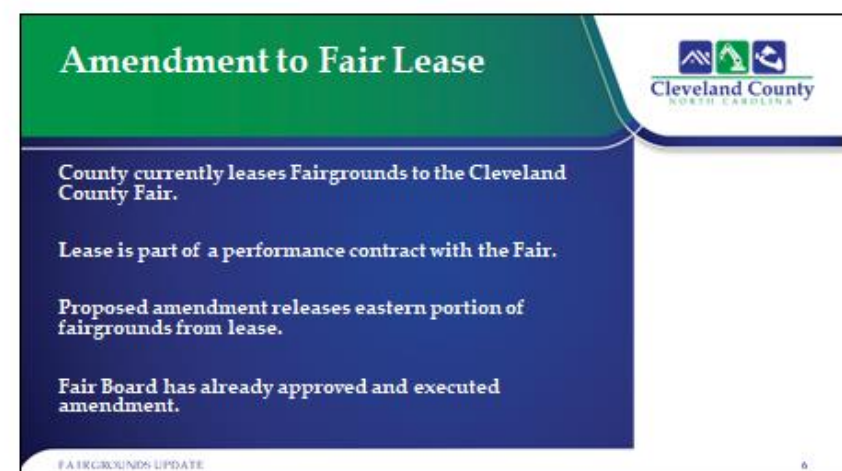 Amendment to Fair Lease
Cleveland County
NORTH CAROLINA
County currently leases Fairgrounds to the Cleveland
County Fair.
Lease is part of a performance contract with the Fair.
Proposed amendment releases eastern portion of
fairgrounds from lease.
Fair Board has already approved and executed
amendment.
FAIRGROUNDS UPDATE
6